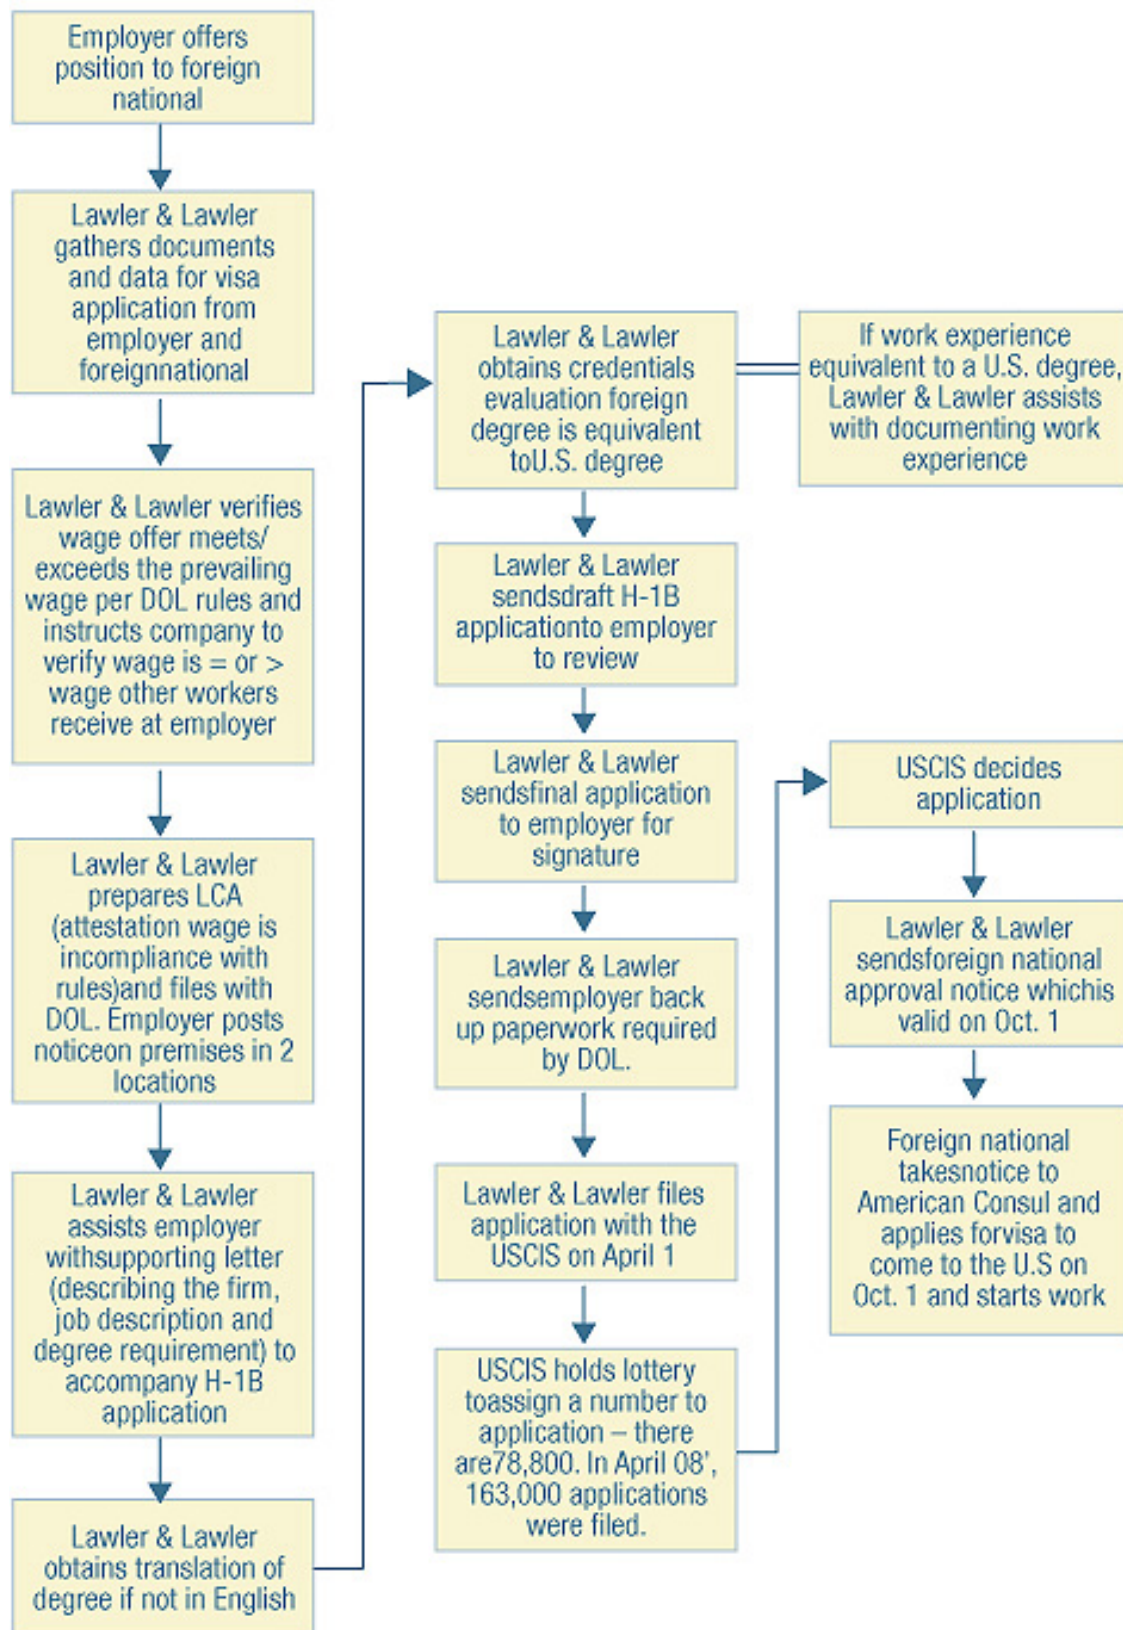 Employer offers
position to foreign
national
Lawler & Lawler
gathers documents
and data for visa
application from
employer and
foreignnational
Lawler & Lawler verifies
wage offer meets/
exceeds the prevailing
wage per DOL rules and
instructs company to
verify wage is = or >
wage other workers
receive at employer
Lawler & Lawler
prepares LCA
(attestation wage is
incompliance with
rules)and files with
DOL. Employer posts
noticeon premises in 2
locations
Lawler & Lawler
assists employer
withsupporting letter
(describing the firm,
job description and
degree requirement) to
accompany H-1B
application
Lawler & Lawler
obtains translation of
degree if not in English
Lawler & Lawler
obtains credentials
evaluation foreign
degree is equivalent
toU.S. degree
If work experience
equivalent to a U.S. degree,
Lawler & Lawler assists
with documenting work
experience
Lawler & Lawler
sendsdraft H-1B
applicationto employer
to review
Lawler & Lawler
sendsfinal application
to employer for
signature
Lawler & Lawler
sendsemployer back
up paperwork required
by DOL.
Lawler & Lawler files
application with the
USCIS on April 1
USCIS holds lottery
toassign a number to
application – there
are78,800. In April 08’,
163,000 applications
were filed.
USCIS decides
application
Lawler & Lawler
sendsforeign national
approval notice whichis
valid on Oct. 1
Foreign national
takesnotice to
American Consul and
applies forvisa to
come to the U.S on
Oct. 1 and starts work